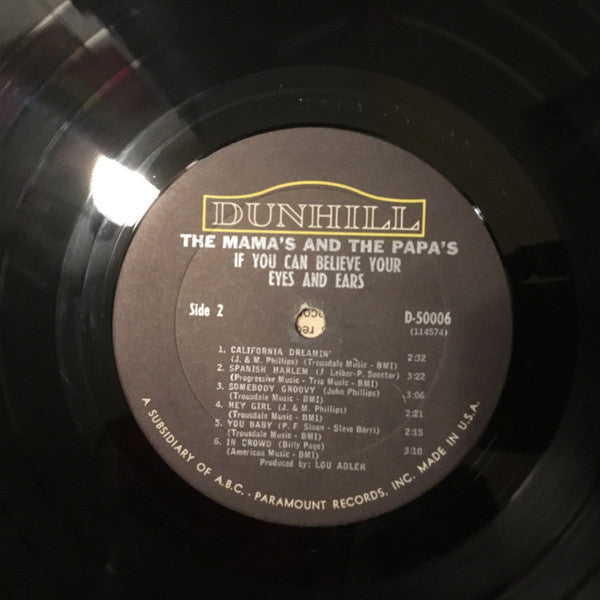 DUNHILL
THE MAMA'S AND THE PAPA'S
IF YOU CAN BELIEVE YOUR
EYES AND EARS
Side 2
D-50006
(114574)
1. CALIFORNIA DREAMIN'
(J. & M. Phillips) (Trousdale Music - BMI) 2:32
2. SPANISH HARLEM (J. Leiber-P. Spector)
(Progressive Music - Trio Music - BMI) 3:22
3. SOMEBODY GROOVY (John Phillips)
(Trousdale Music - BMI) 3:06
4. HEY GIRL (J. & M. Phillips)
(Trousdale Music - BMI) 2:21
5. YOU BABY (P. F Sloan - Steve Barri)
(Trousdale Music - BMI) 2:15
6. IN CROWD (Billy Page)
(American Music - BMI) 3:10
Produced by: LOU ADLER
A SUBSIDIARY OF A.B.C. - PARAMOUNT RECORDS, INC. MADE IN U.S.A.